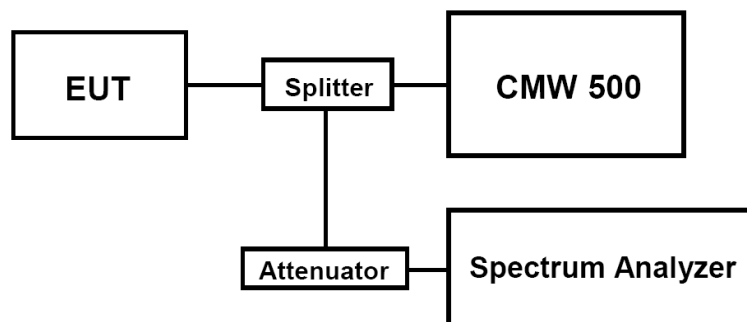 EUT
Splitter
CMW 500
Attenuator
Spectrum Analyzer